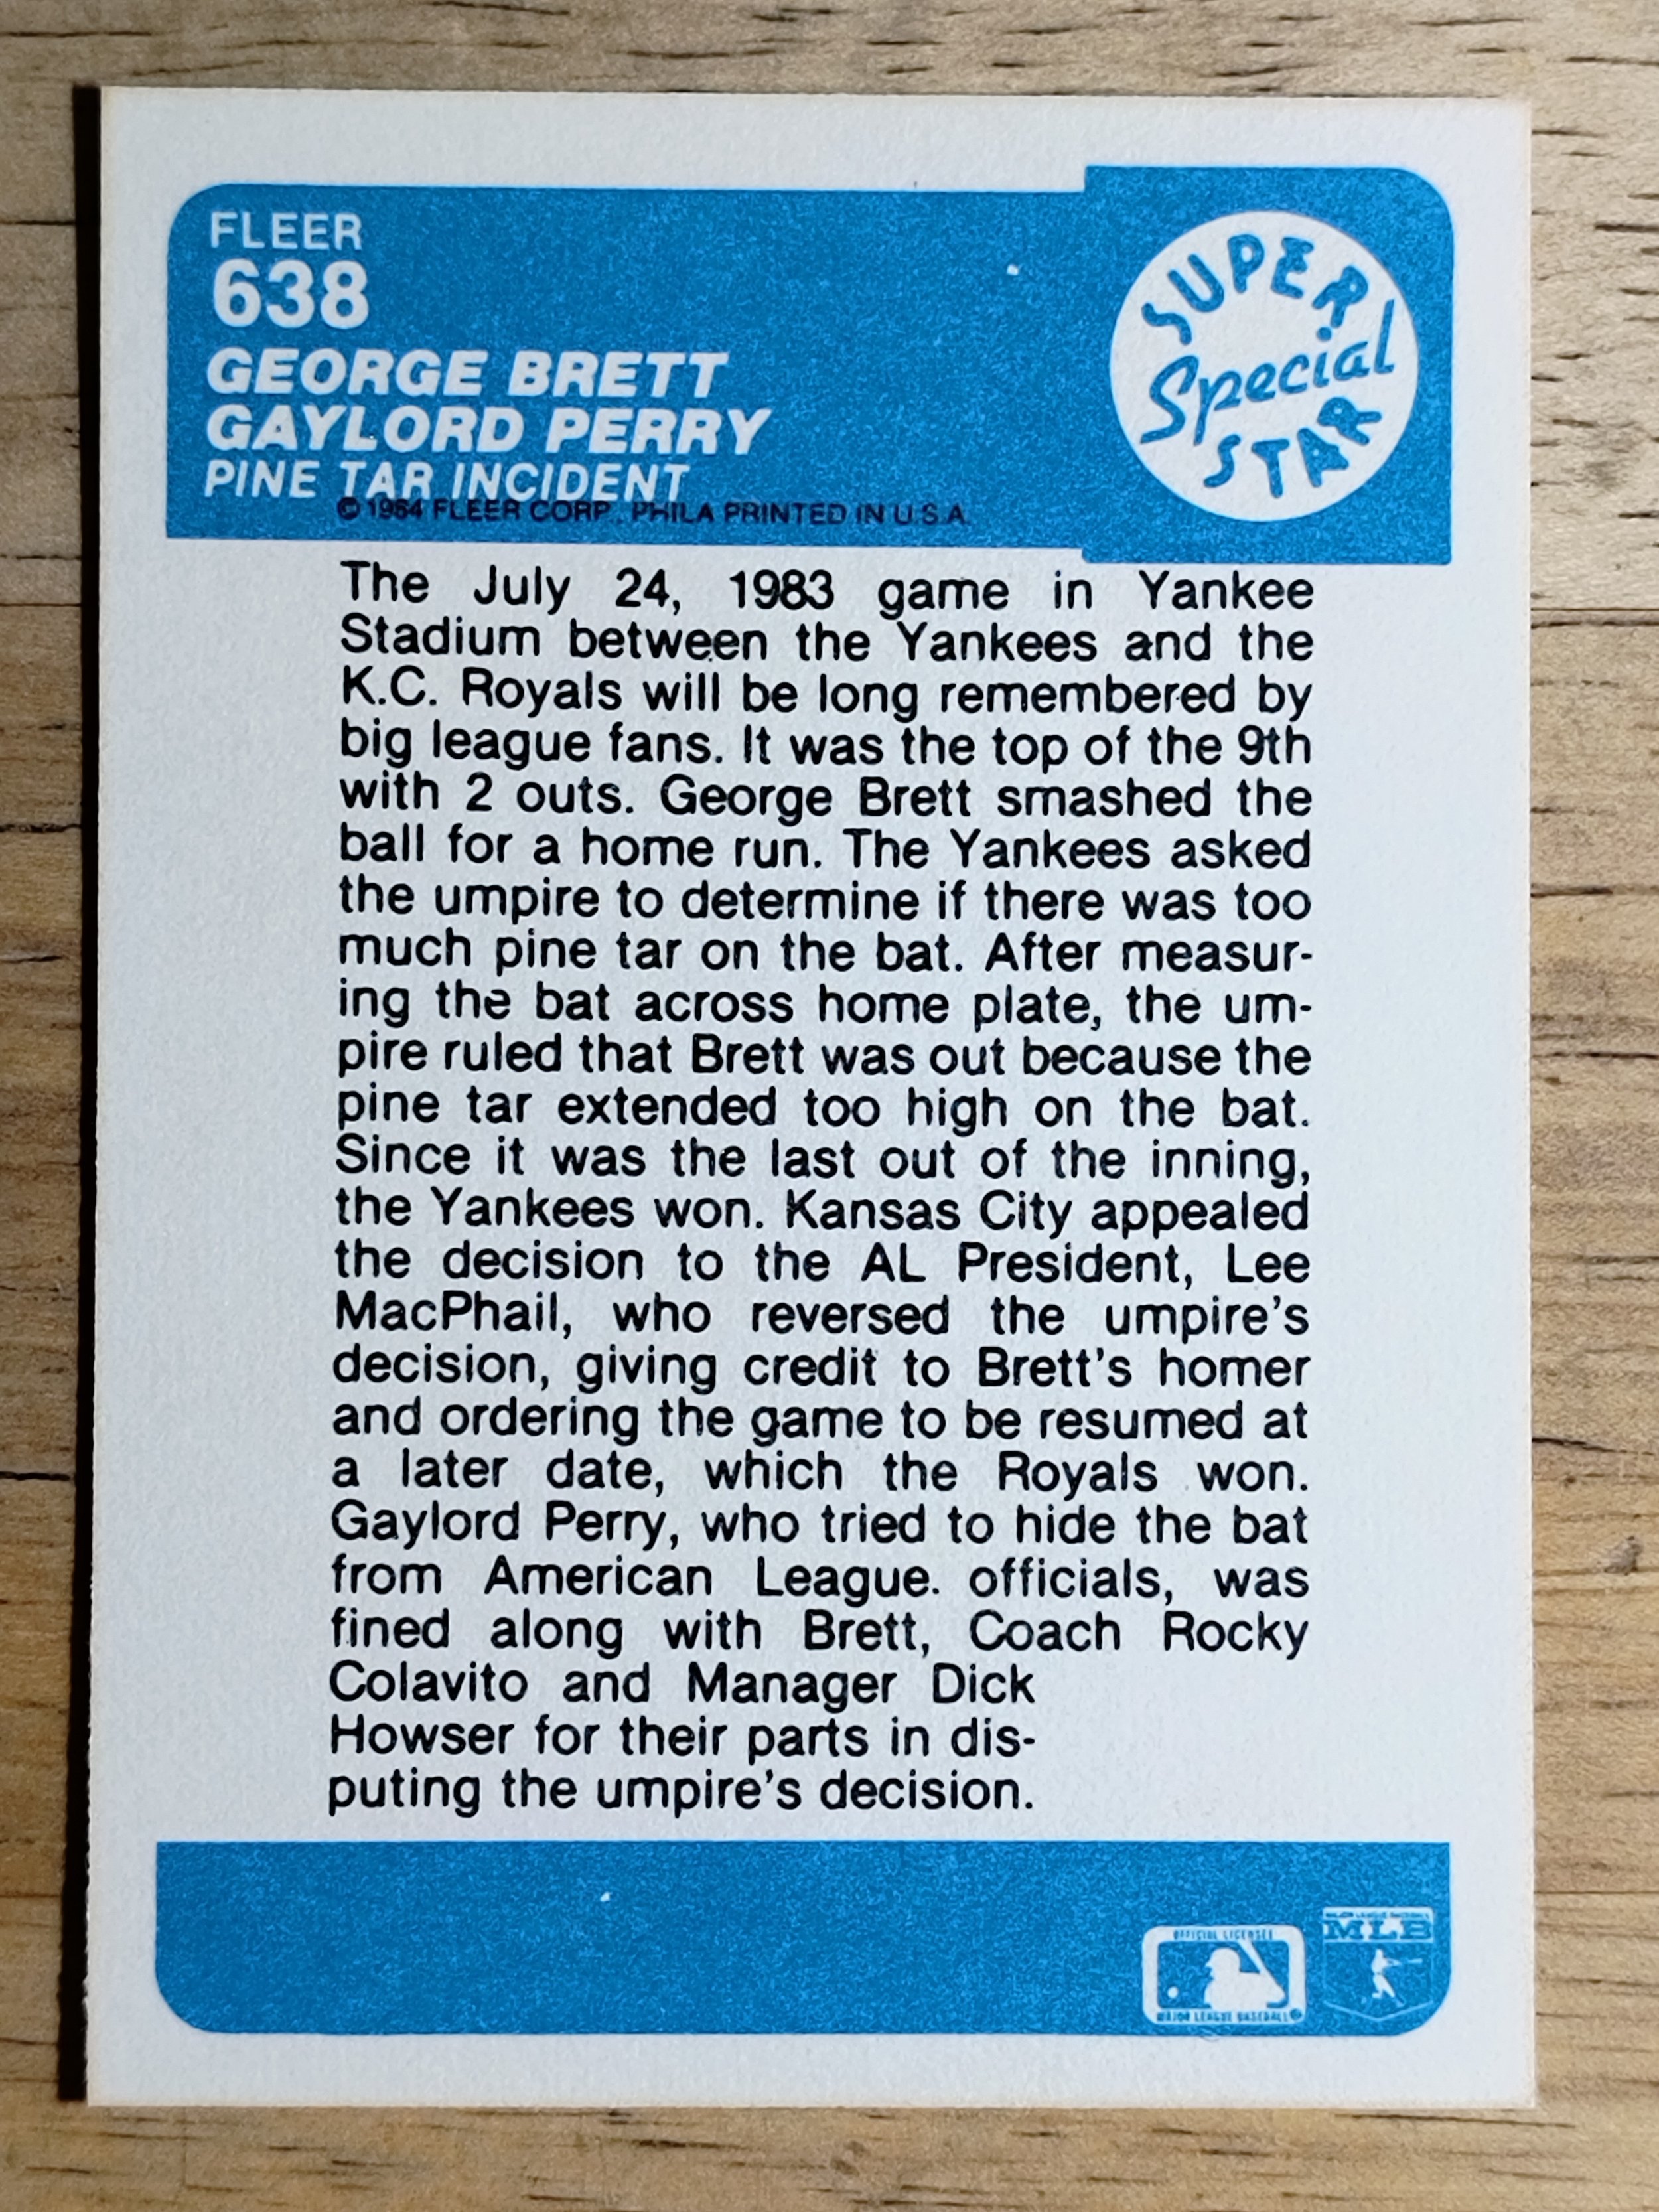 FLEER
638
GEORGE BRETT
GAYLORD PERRY
PINE TAR INCIDENT
© 1984 FLEER CORP., PHILA PRINTED IN U.S.A.
SUPER
Special
STAR
The July 24, 1983 game in Yankee
Stadium between the Yankees and the
K.C. Royals will be long remembered by
big league fans. It was the top of the 9th
with 2 outs. George Brett smashed the
ball for a home run. The Yankees asked
the umpire to determine if there was too
much pine tar on the bat. After measur-
ing the bat across home plate, the um-
pire ruled that Brett was out because the
pine tar extended too high on the bat.
Since it was the last out of the inning,
the Yankees won. Kansas City appealed
the decision to the AL President, Lee
MacPhail, who reversed the umpire's
decision, giving credit to Brett's homer
and ordering the game to be resumed at
a later date, which the Royals won.
Gaylord Perry, who tried to hide the bat
from American League. officials, was
fined along with Brett, Coach Rocky
Colavito and Manager Dick
Howser for their parts in dis-
puting the umpire's decision.
OFFICIAL LICENSEE
MAJOR LEAGUE BASEBALL
MAJOR LEAGUE BASEBALL
MLB